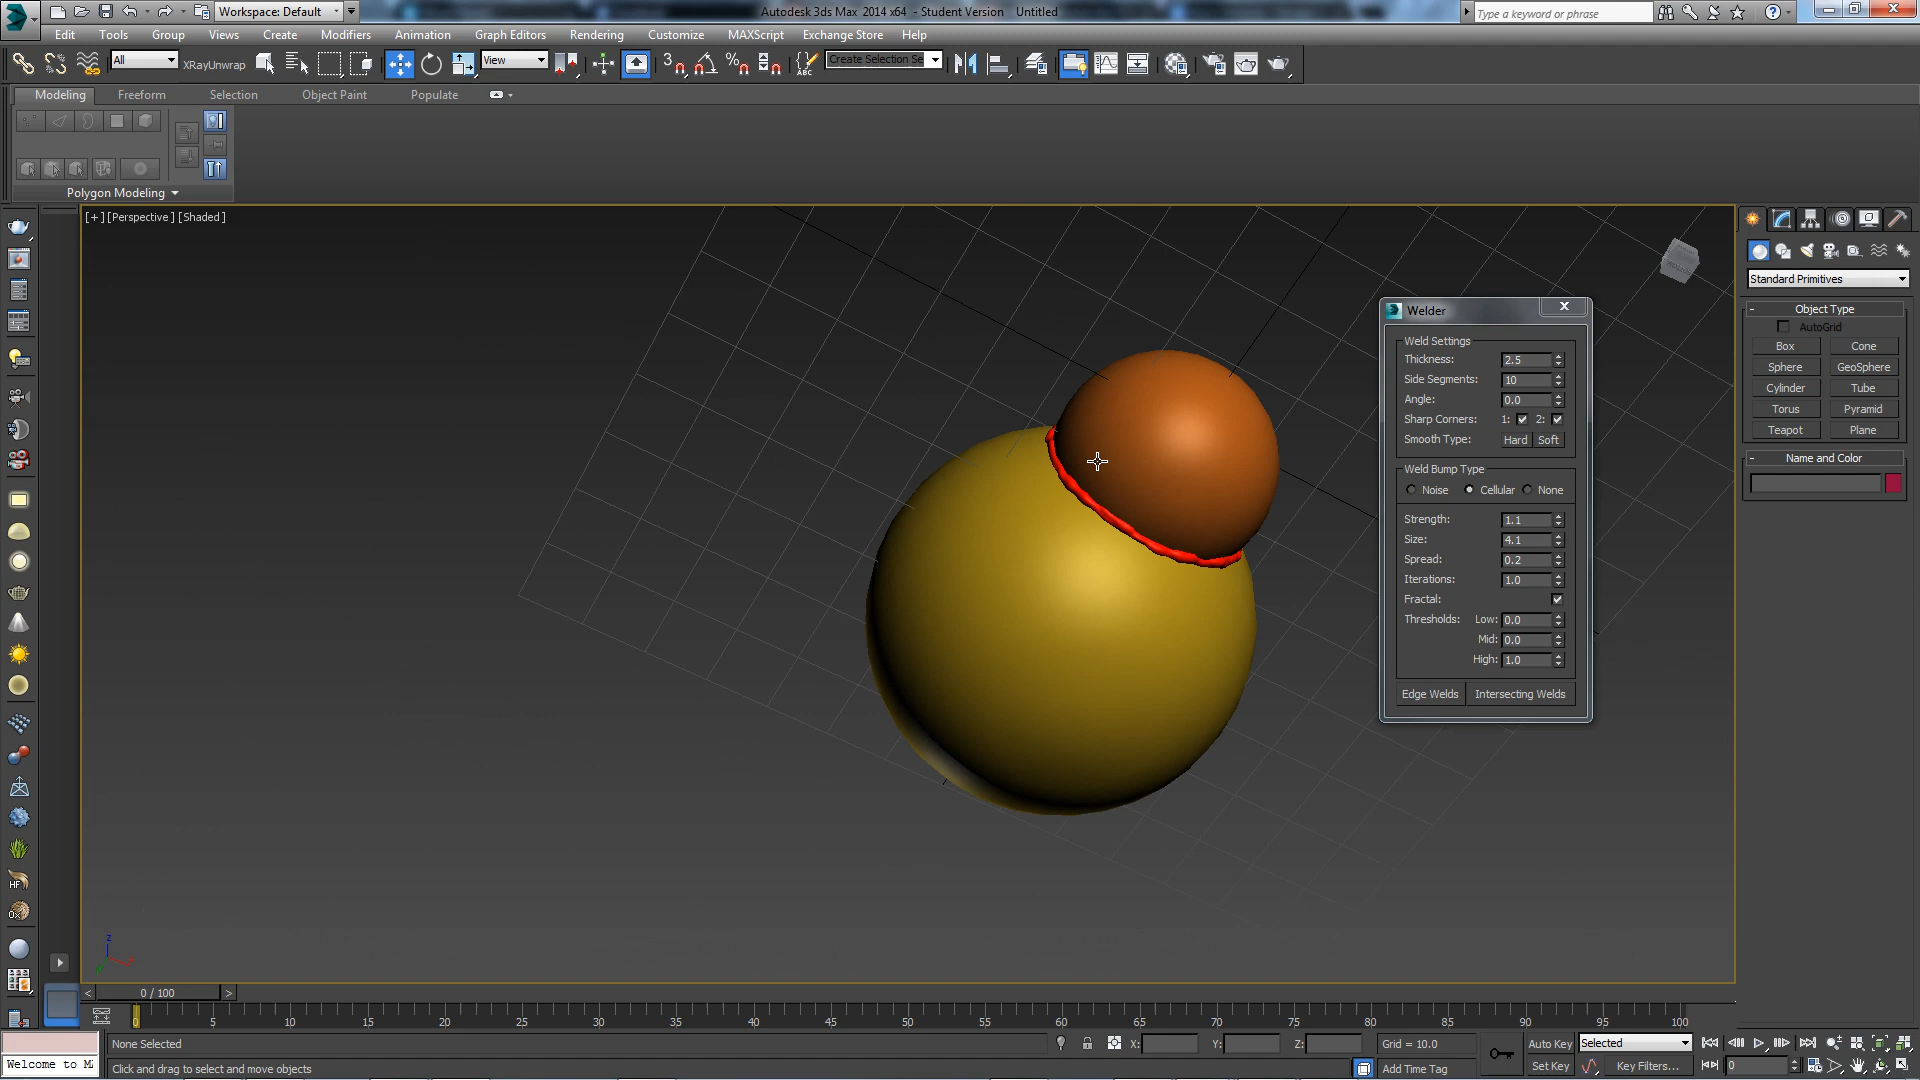 Workspace: Default
Autodesk 3ds Max 2014 x64 - Student Version Untitled
Type a keyword or phrase
Edit Tools Group Views Create Modifiers Animation Graph Editors Rendering Customize MAXScript Exchange Store Help
All
XRayUnwrap
View
3
ABC
Create Selection Se
Modeling Freeform Selection Object Paint Populate
Polygon Modeling
[+] [Perspective] [Shaded]
Standard Primitives
- Object Type
AutoGrid
Box Cone
Sphere GeoSphere
Cylinder Tube
Torus Pyramid
Teapot Plane
- Name and Color
Welder
Weld Settings
Thickness: 2.5
Side Segments: 10
Angle: 0.0
Sharp Corners: 1: 2:
Smooth Type: Hard Soft
Weld Bump Type
Noise Cellular None
Strength: 1.1
Size: 4.1
Spread: 0.2
Iterations: 1.0
Fractal:
Thresholds: Low: 0.0
Mid: 0.0
High: 1.0
Edge Welds Intersecting Welds
HF
z
< 0 / 100 >
5 10 15 20 25 30 35 40 45 50 55 60 65 70 75 80 85 90 95 100
None Selected
X: Y: Z: Grid = 10.0
Auto Key Selected
Welcome to M
Click and drag to select and move objects
Add Time Tag
Set Key Key Filters... 0